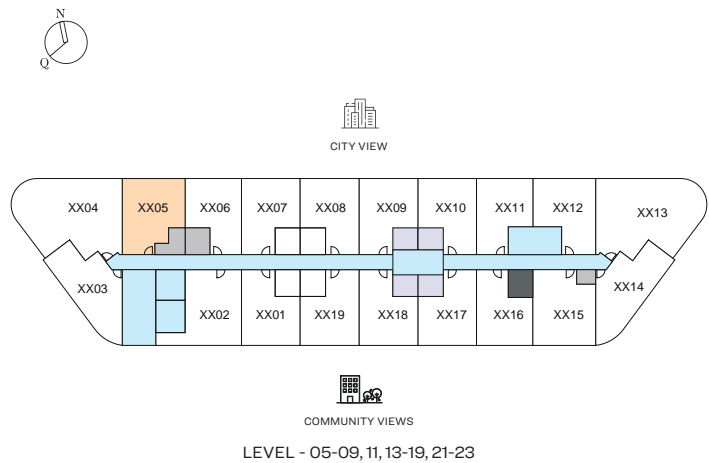 N
Q
CITY VIEW
XX04 XX05 XX06 XX07 XX08 XX09 XX10 XX11 XX12 XX13
XX03 XX14
XX02 XX01 XX19 XX18 XX17 XX16 XX15
COMMUNITY VIEWS
LEVEL - 05-09, 11, 13-19, 21-23